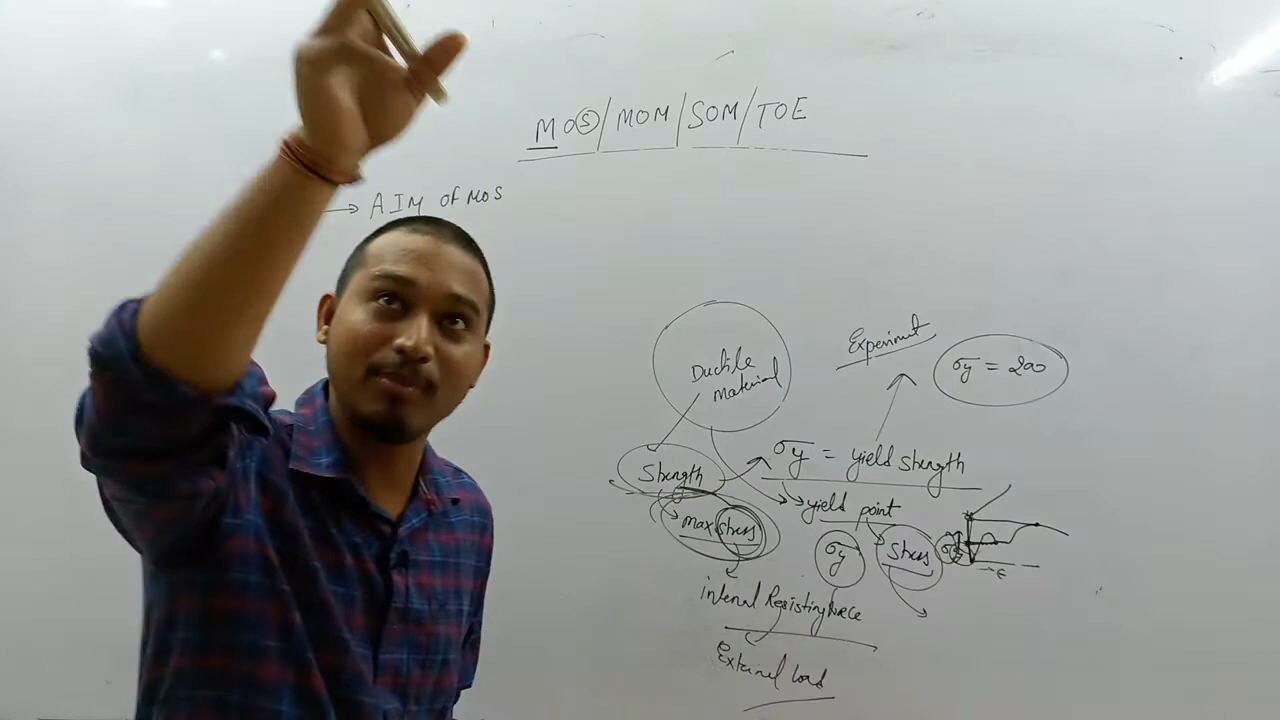 MOS/MOM/SOM/TOE
→ AIM OF MOS
Experiment
Ductile
material
σy = 200
σy = yield strength
Strength
yield point
max stress
σy
stress
internal Resisting force
External load
→ε